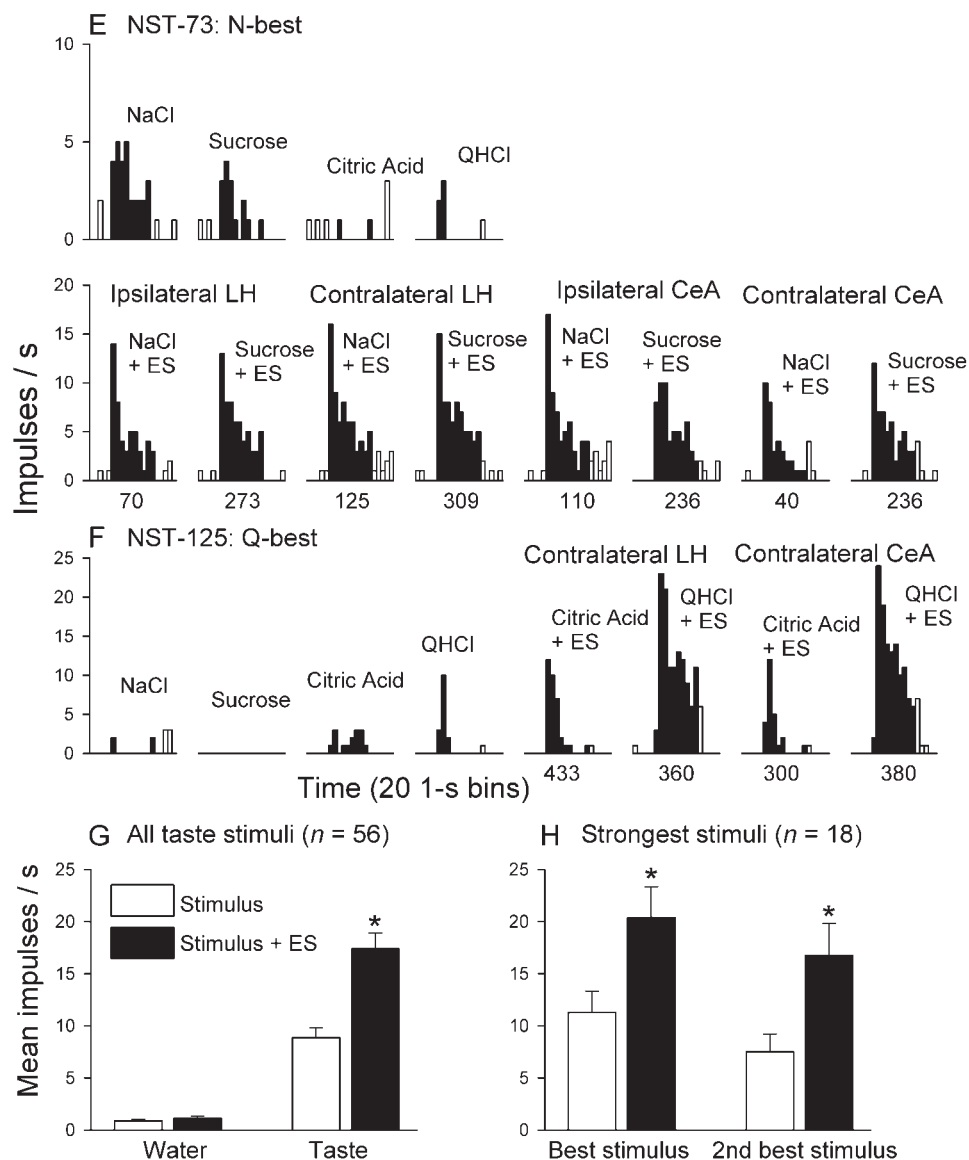 E NST-73: N-best
10
5
0
NaCl
Sucrose
Citric Acid
QHCl
Impulses / s
20
15
10
5
0
Ipsilateral LH
Contralateral LH
Ipsilateral CeA
Contralateral CeA
NaCl
+ ES
Sucrose
+ ES
NaCl
+ ES
Sucrose
+ ES
NaCl
+ ES
Sucrose
+ ES
NaCl
+ ES
Sucrose
+ ES
70 273 125 309 110 236 40 236
F NST-125: Q-best
25
20
15
10
5
0
NaCl
Sucrose
Citric Acid
QHCl
Contralateral LH
Contralateral CeA
Citric Acid
+ ES
QHCl
+ ES
Citric Acid
+ ES
QHCl
+ ES
433 360 300 380
Time (20 1-s bins)
G All taste stimuli (n = 56)
Mean impulses / s
25
20
15
10
5
0
Stimulus
Stimulus + ES
*
Water
Taste
H Strongest stimuli (n = 18)
25
20
15
10
5
0
*
*
Best stimulus
2nd best stimulus